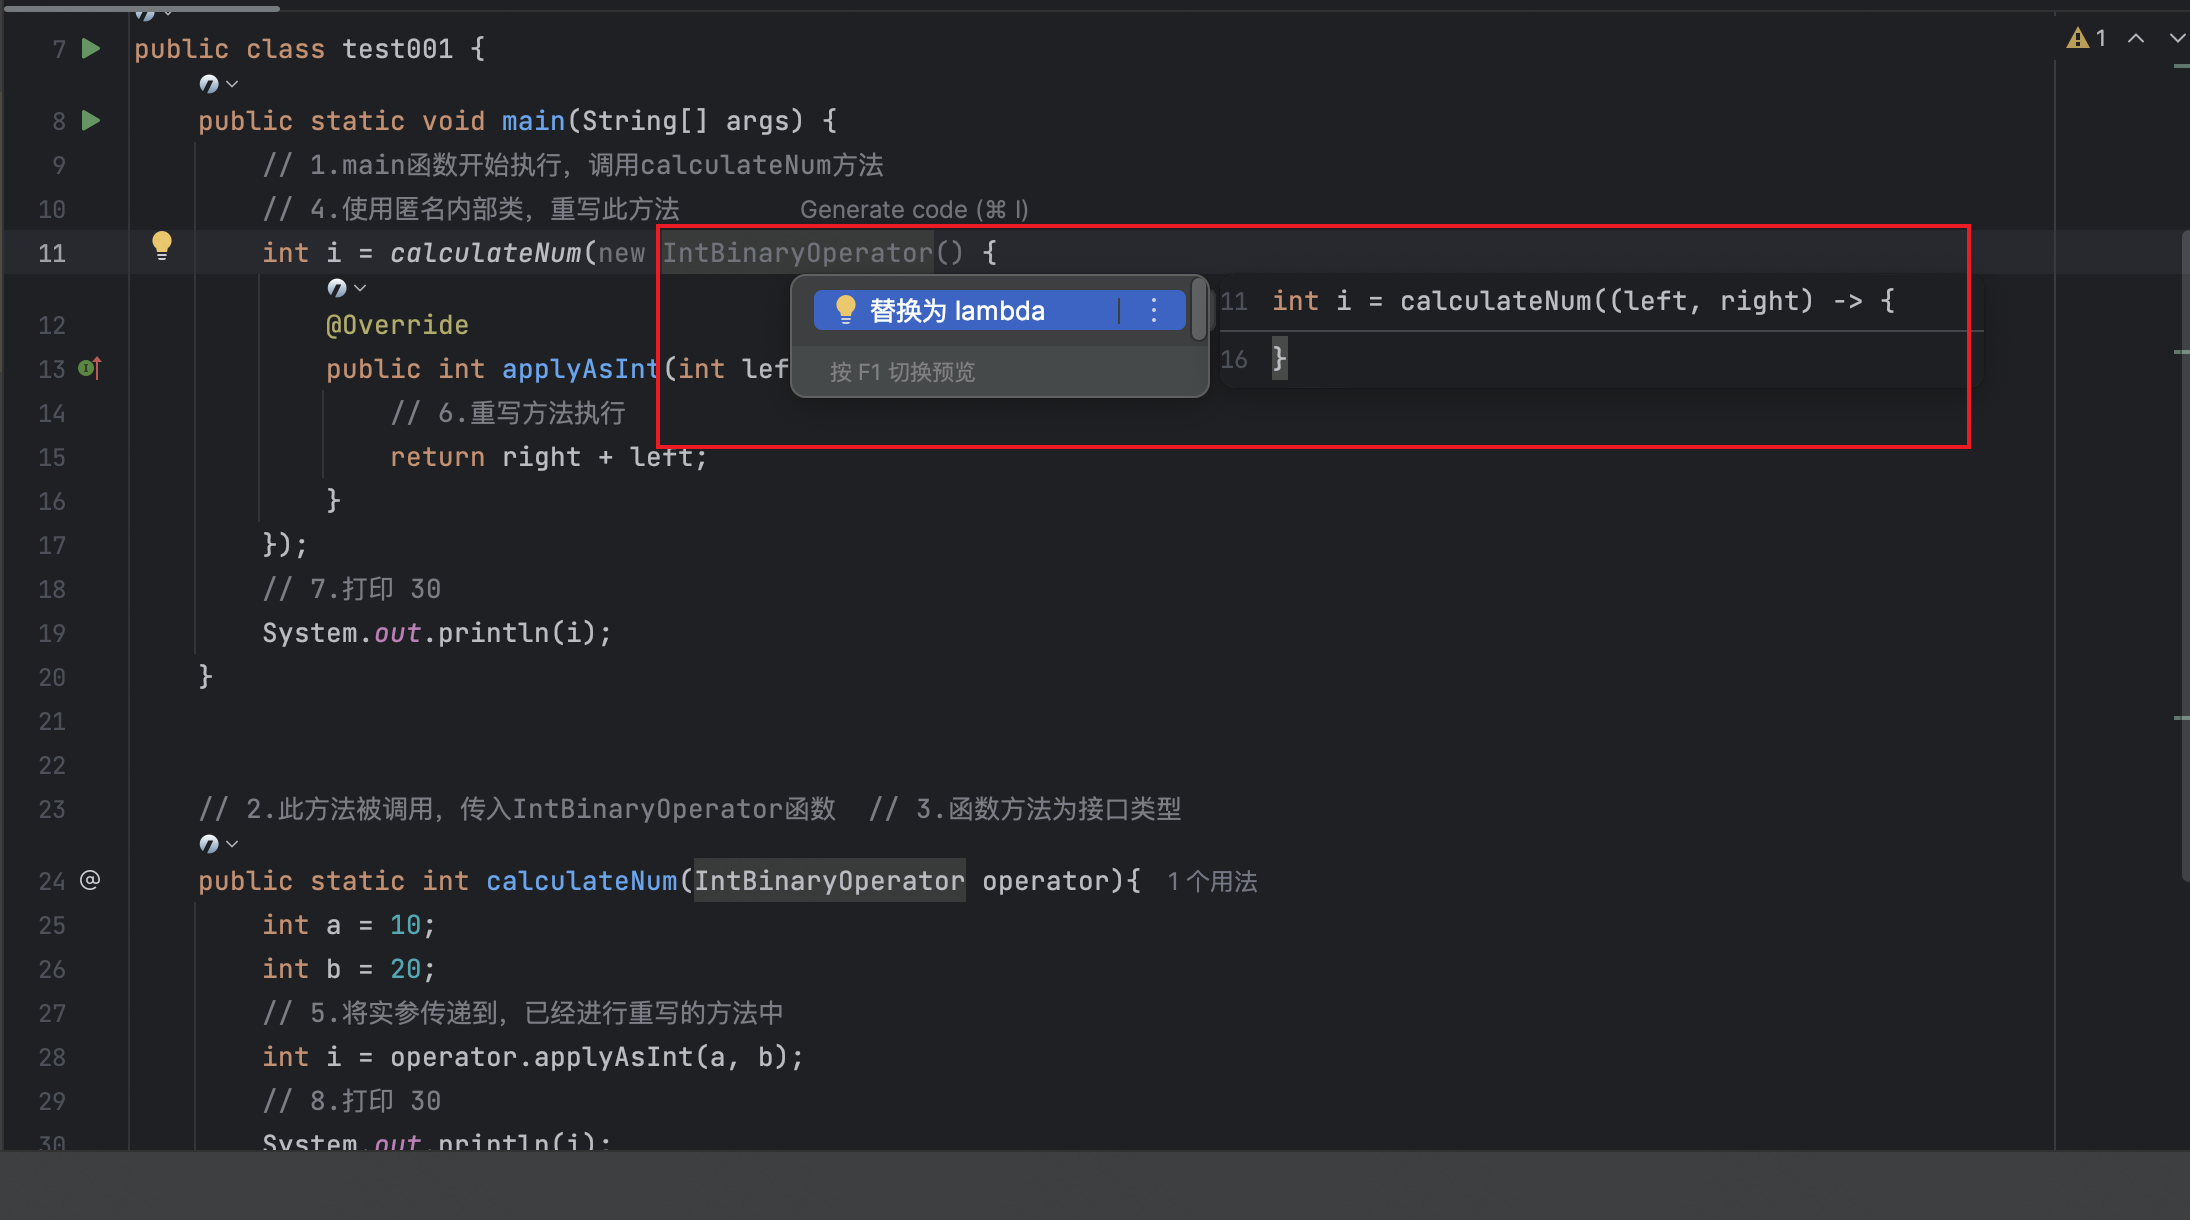 7 public class test001 {
8 public static void main(String[] args) {
9 // 1.main函数开始执行，调用calculateNum方法
10 // 4.使用匿名内部类，重写此方法 Generate code (⌘ I)
11 int i = calculateNum(new IntBinaryOperator() {
12 @Override
13 public int applyAsInt(int lef
14 // 6.重写方法执行
15 return right + left;
16 }
17 });
18 // 7.打印 30
19 System.out.println(i);
20 }
21
22
23 // 2.此方法被调用，传入IntBinaryOperator函数 // 3.函数方法为接口类型
24 public static int calculateNum(IntBinaryOperator operator){ 1 个用法
25 int a = 10;
26 int b = 20;
27 // 5.将实参传递到，已经进行重写的方法中
28 int i = operator.applyAsInt(a, b);
29 // 8.打印 30
30 System.out.println(i);
替换为 lambda
按 F1 切换预览
11 int i = calculateNum((left, right) -> {
16 }
1